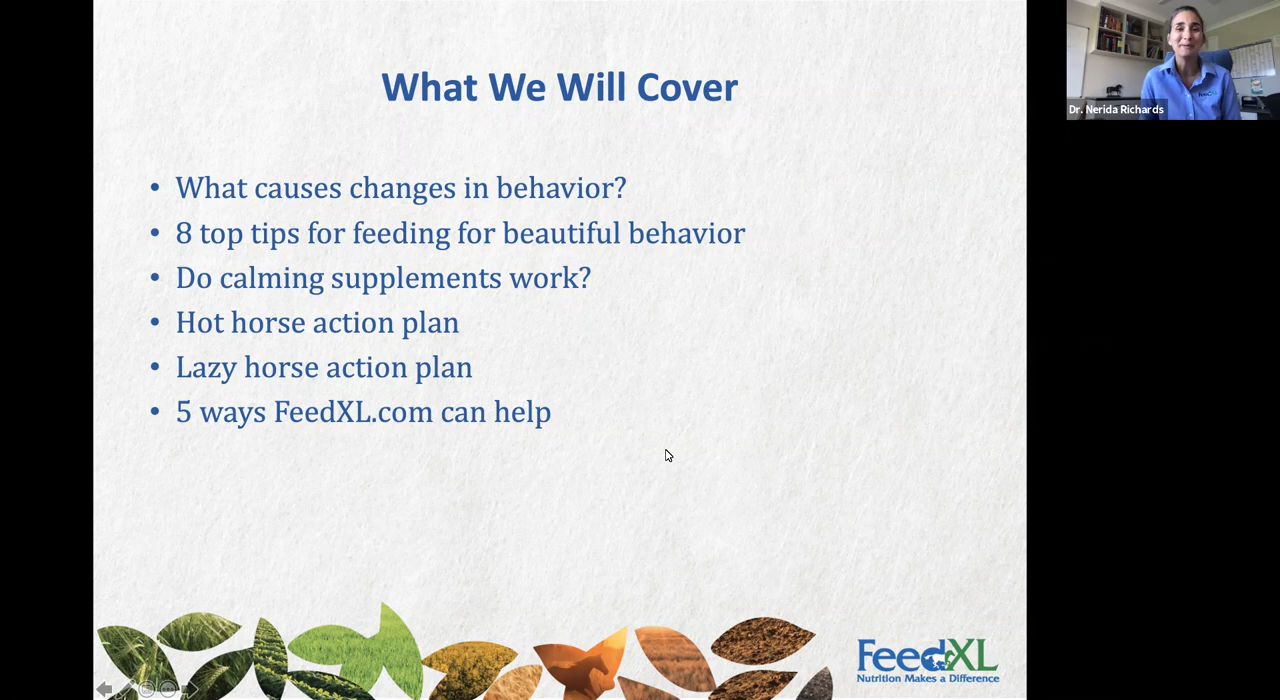 What We Will Cover
• What causes changes in behavior?
• 8 top tips for feeding for beautiful behavior
• Do calming supplements work?
• Hot horse action plan
• Lazy horse action plan
• 5 ways FeedXL.com can help
FeedXL
Nutrition Makes a Difference
Dr. Nerida Richards